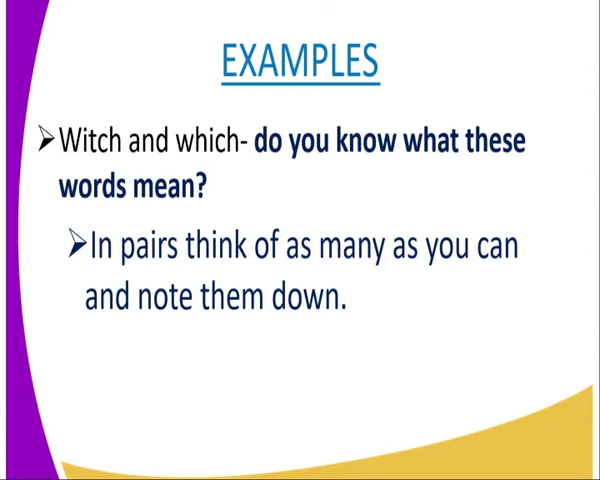 EXAMPLES
➢Witch and which- do you know what these
words mean?
➢In pairs think of as many as you can
and note them down.